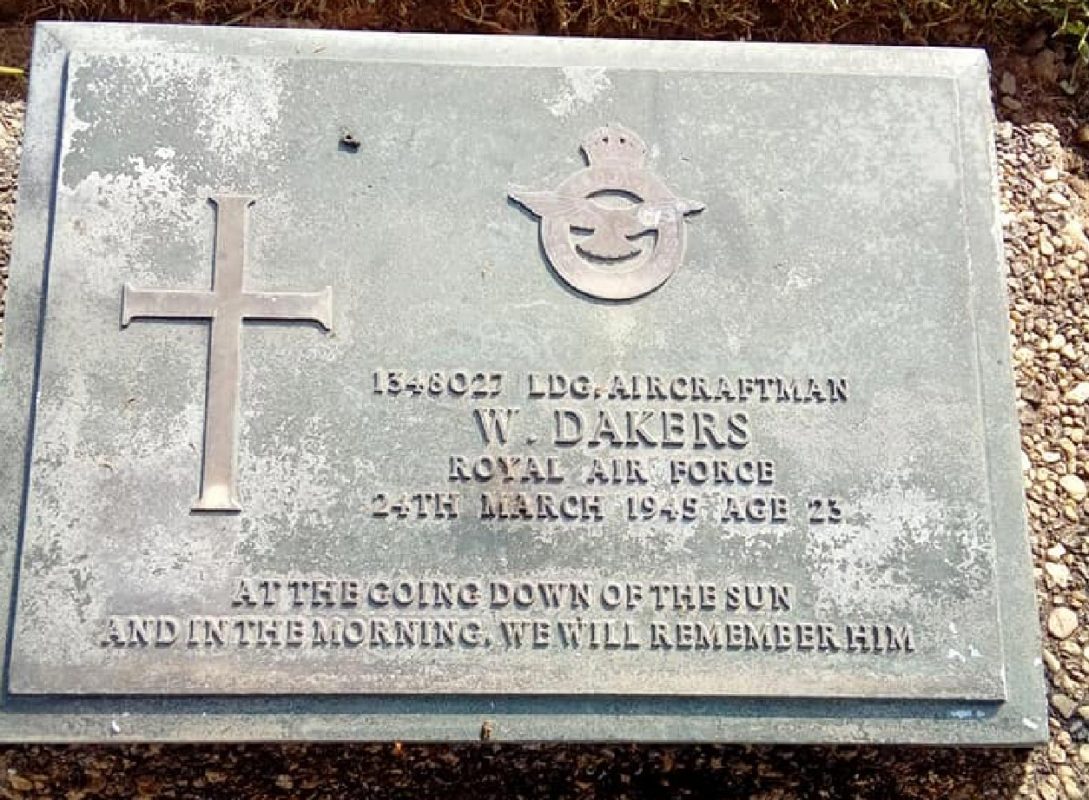 1348027 LDG. AIRCRAFTMAN
W. DAKERS
ROYAL AIR FORCE
24TH MARCH 1945 AGE 23
AT THE GOING DOWN OF THE SUN
AND IN THE MORNING, WE WILL REMEMBER HIM